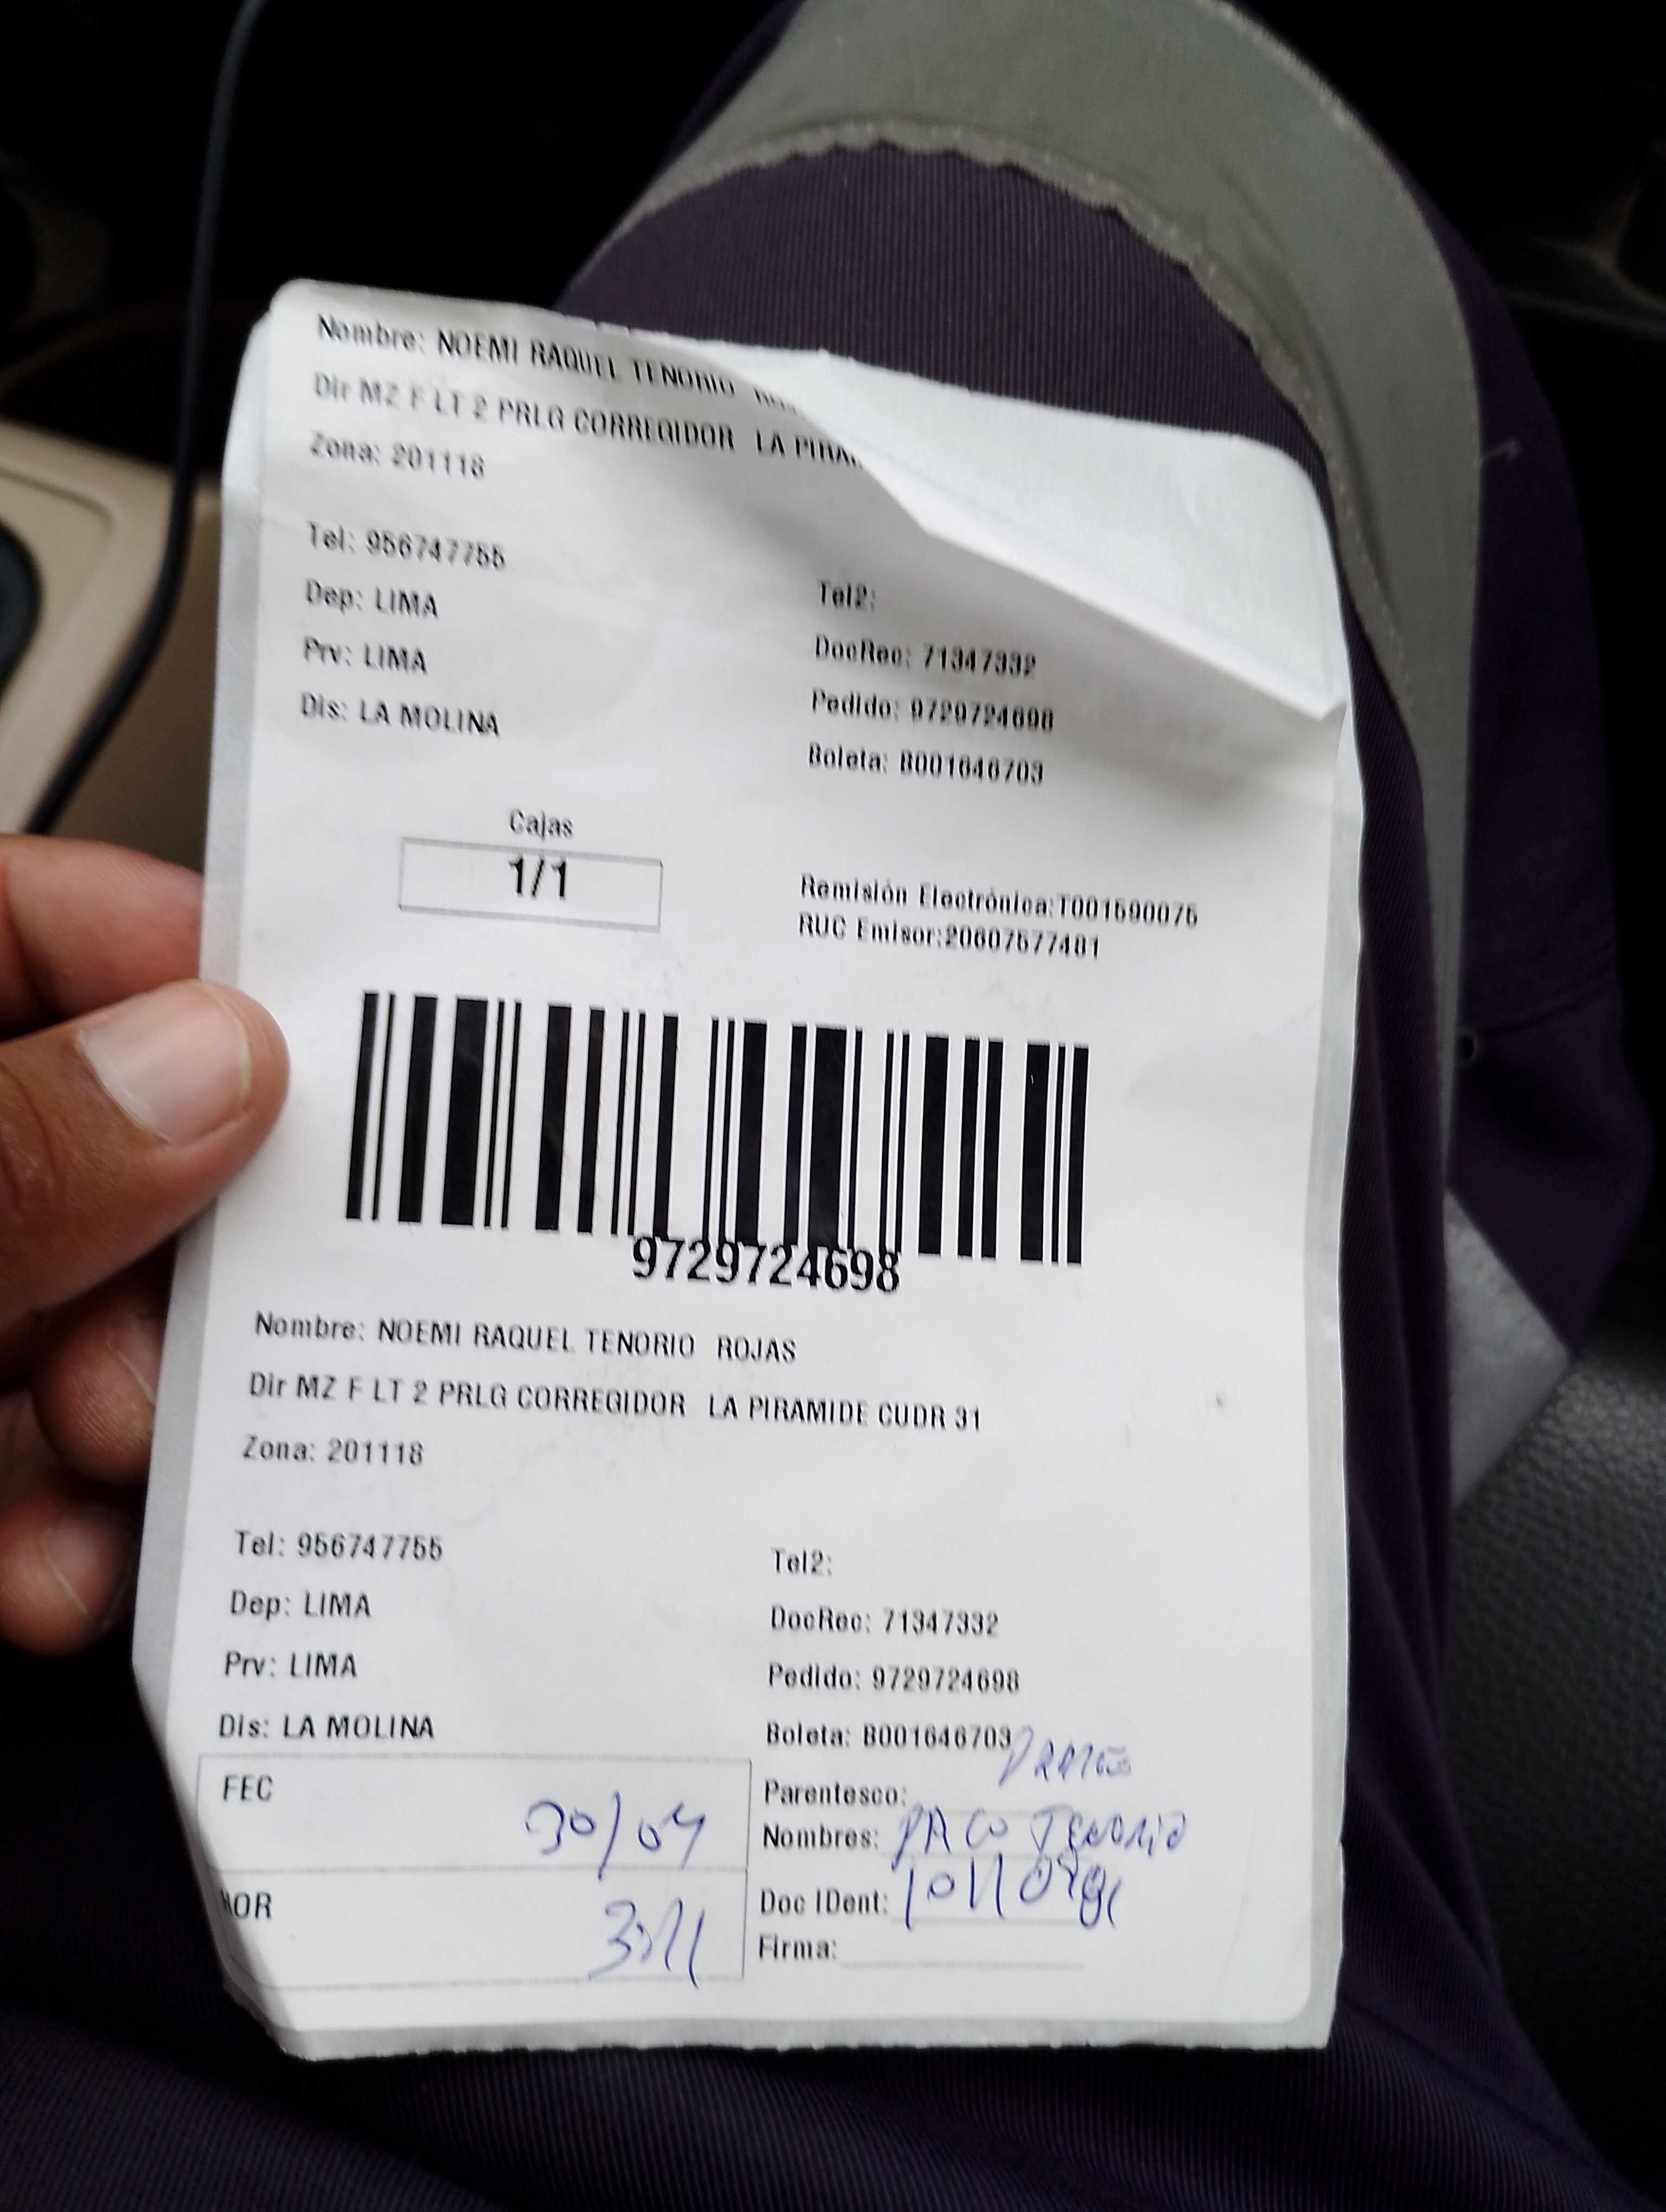 Nombre: NOEMI RAQUEL TENORIO
Dir MZ F LT 2 PRLG CORREGIDOR LA
Zona: 201118
Tel: 956747755
Tel2:
Dep: LIMA
DocRec: 71347332
Prv: LIMA
Pedido: 9729724698
Dis: LA MOLINA
Boleta: B001646703
Cajas
1/1
Remisión Electrónica:T001590075
RUC Emisor:20607577481
9729724698
Nombre: NOEMI RAQUEL TENORIO ROJAS
Dir MZ F LT 2 PRLG CORREGIDOR LA PIRAMIDE CUDR 31
Zona: 201118
Tel: 956747755
Tel2:
Dep: LIMA
DocRec: 71347332
Prv: LIMA
Pedido: 9729724698
Dis: LA MOLINA
Boleta: B001646703
FEC 30/04
Parentesco:
Nombres: PACO TENORIO
HOR
Doc IDent:
Firma: